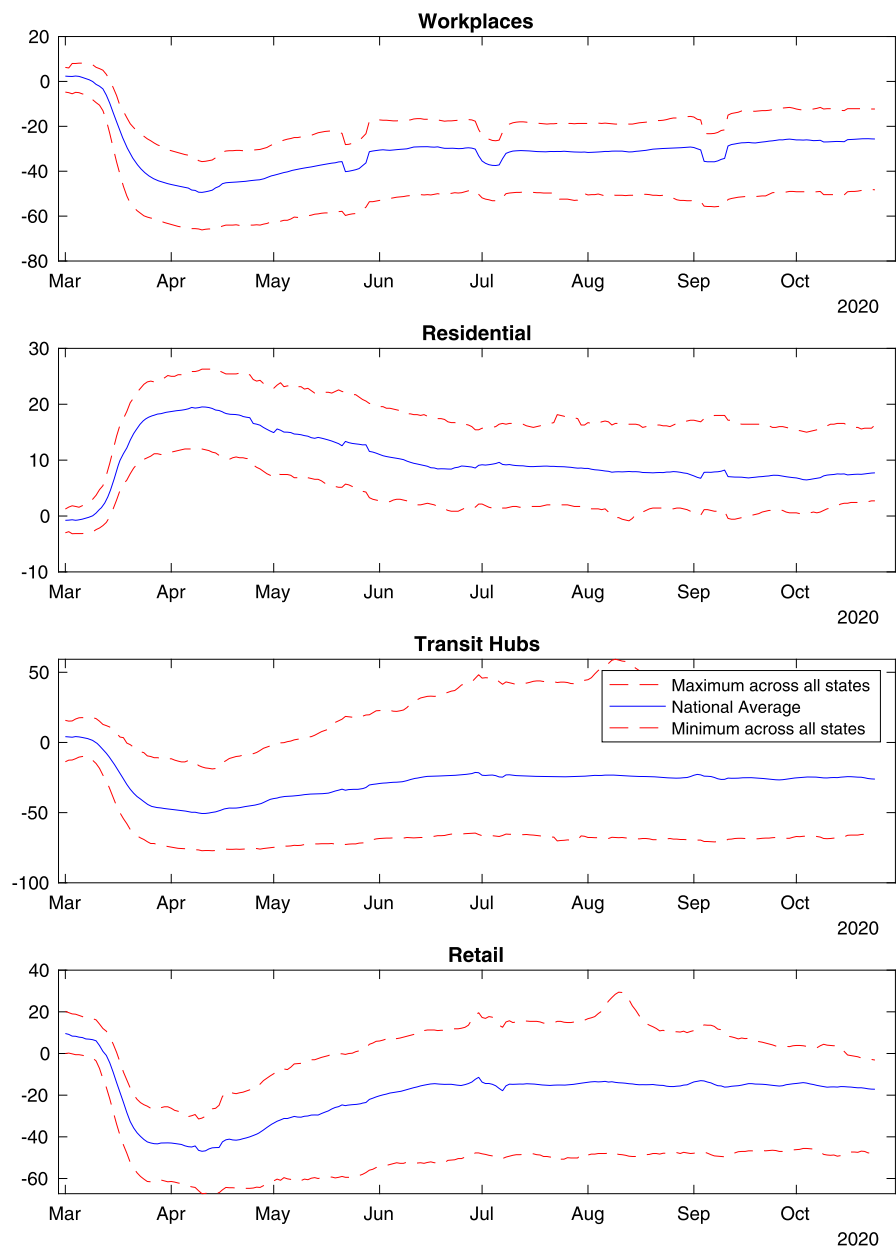 Workplaces
20
0
-20
-40
-60
-80
Mar Apr May Jun Jul Aug Sep Oct
2020
Residential
30
20
10
0
-10
Mar Apr May Jun Jul Aug Sep Oct
2020
Transit Hubs
50
0
-50
-100
Maximum across all states
National Average
Minimum across all states
Mar Apr May Jun Jul Aug Sep Oct
2020
Retail
40
20
0
-20
-40
-60
Mar Apr May Jun Jul Aug Sep Oct
2020